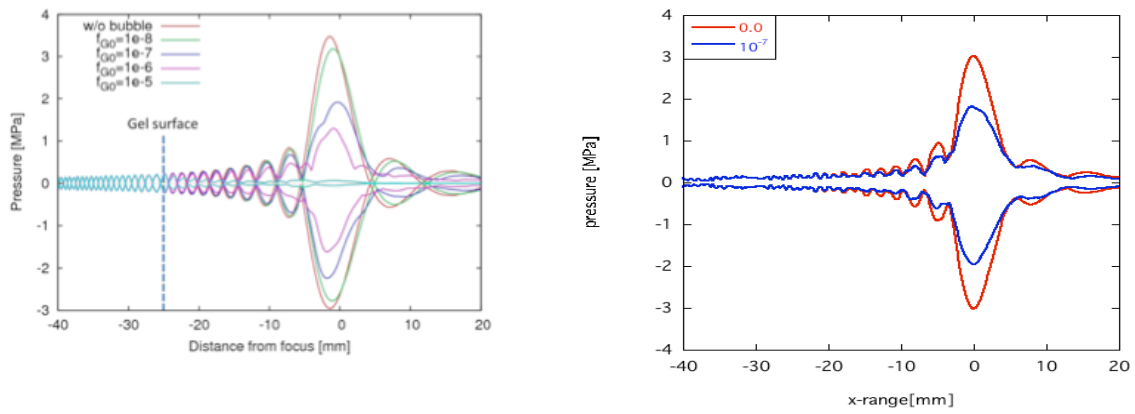 w/o bubble
fG0=1e-8
fG0=1e-7
fG0=1e-6
fG0=1e-5
Gel surface
Pressure [MPa]
4
3
2
1
0
-1
-2
-3
-40 -30 -20 -10 0 10 20
Distance from focus [mm]
0.0
10-7
pressure [MPa]
4
3
2
1
0
-1
-2
-3
-4
-40 -30 -20 -10 0 10 20
x-range[mm]